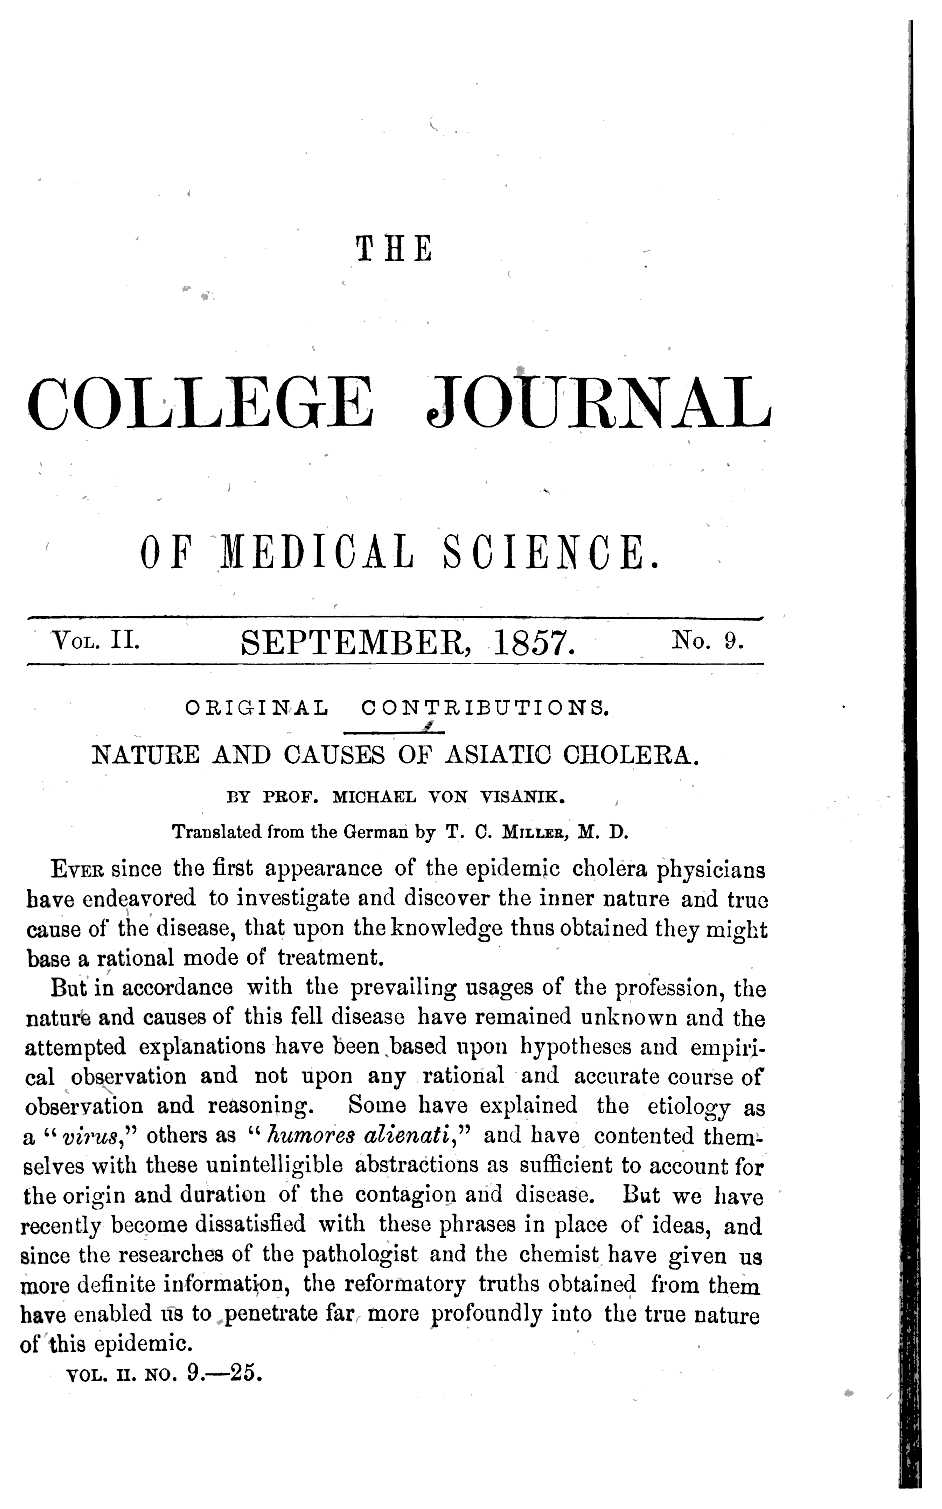 THE
COLLEGE JOURNAL
OF MEDICAL SCIENCE.
VOL. II. SEPTEMBER, 1857. No. 9.
ORIGINAL CONTRIBUTIONS.
NATURE AND CAUSES OF ASIATIC CHOLERA.
BY PROF. MICHAEL VON VISANIK.
Translated from the German by T. C. MILLER, M. D.
EVER since the first appearance of the epidemic cholera physicians
have endeavored to investigate and discover the inner nature and true
cause of the disease, that upon the knowledge thus obtained they might
base a rational mode of treatment.
But in accordance with the prevailing usages of the profession, the
nature and causes of this fell disease have remained unknown and the
attempted explanations have been based upon hypotheses and empiri-
cal observation and not upon any rational and accurate course of
observation and reasoning. Some have explained the etiology as
a "virus," others as "humores alienati," and have contented them-
selves with these unintelligible abstractions as sufficient to account for
the origin and duration of the contagion and disease. But we have
recently become dissatisfied with these phrases in place of ideas, and
since the researches of the pathologist and the chemist have given us
more definite information, the reformatory truths obtained from them
have enabled us to penetrate far more profoundly into the true nature
of this epidemic.
VOL. II. NO. 9.—25.